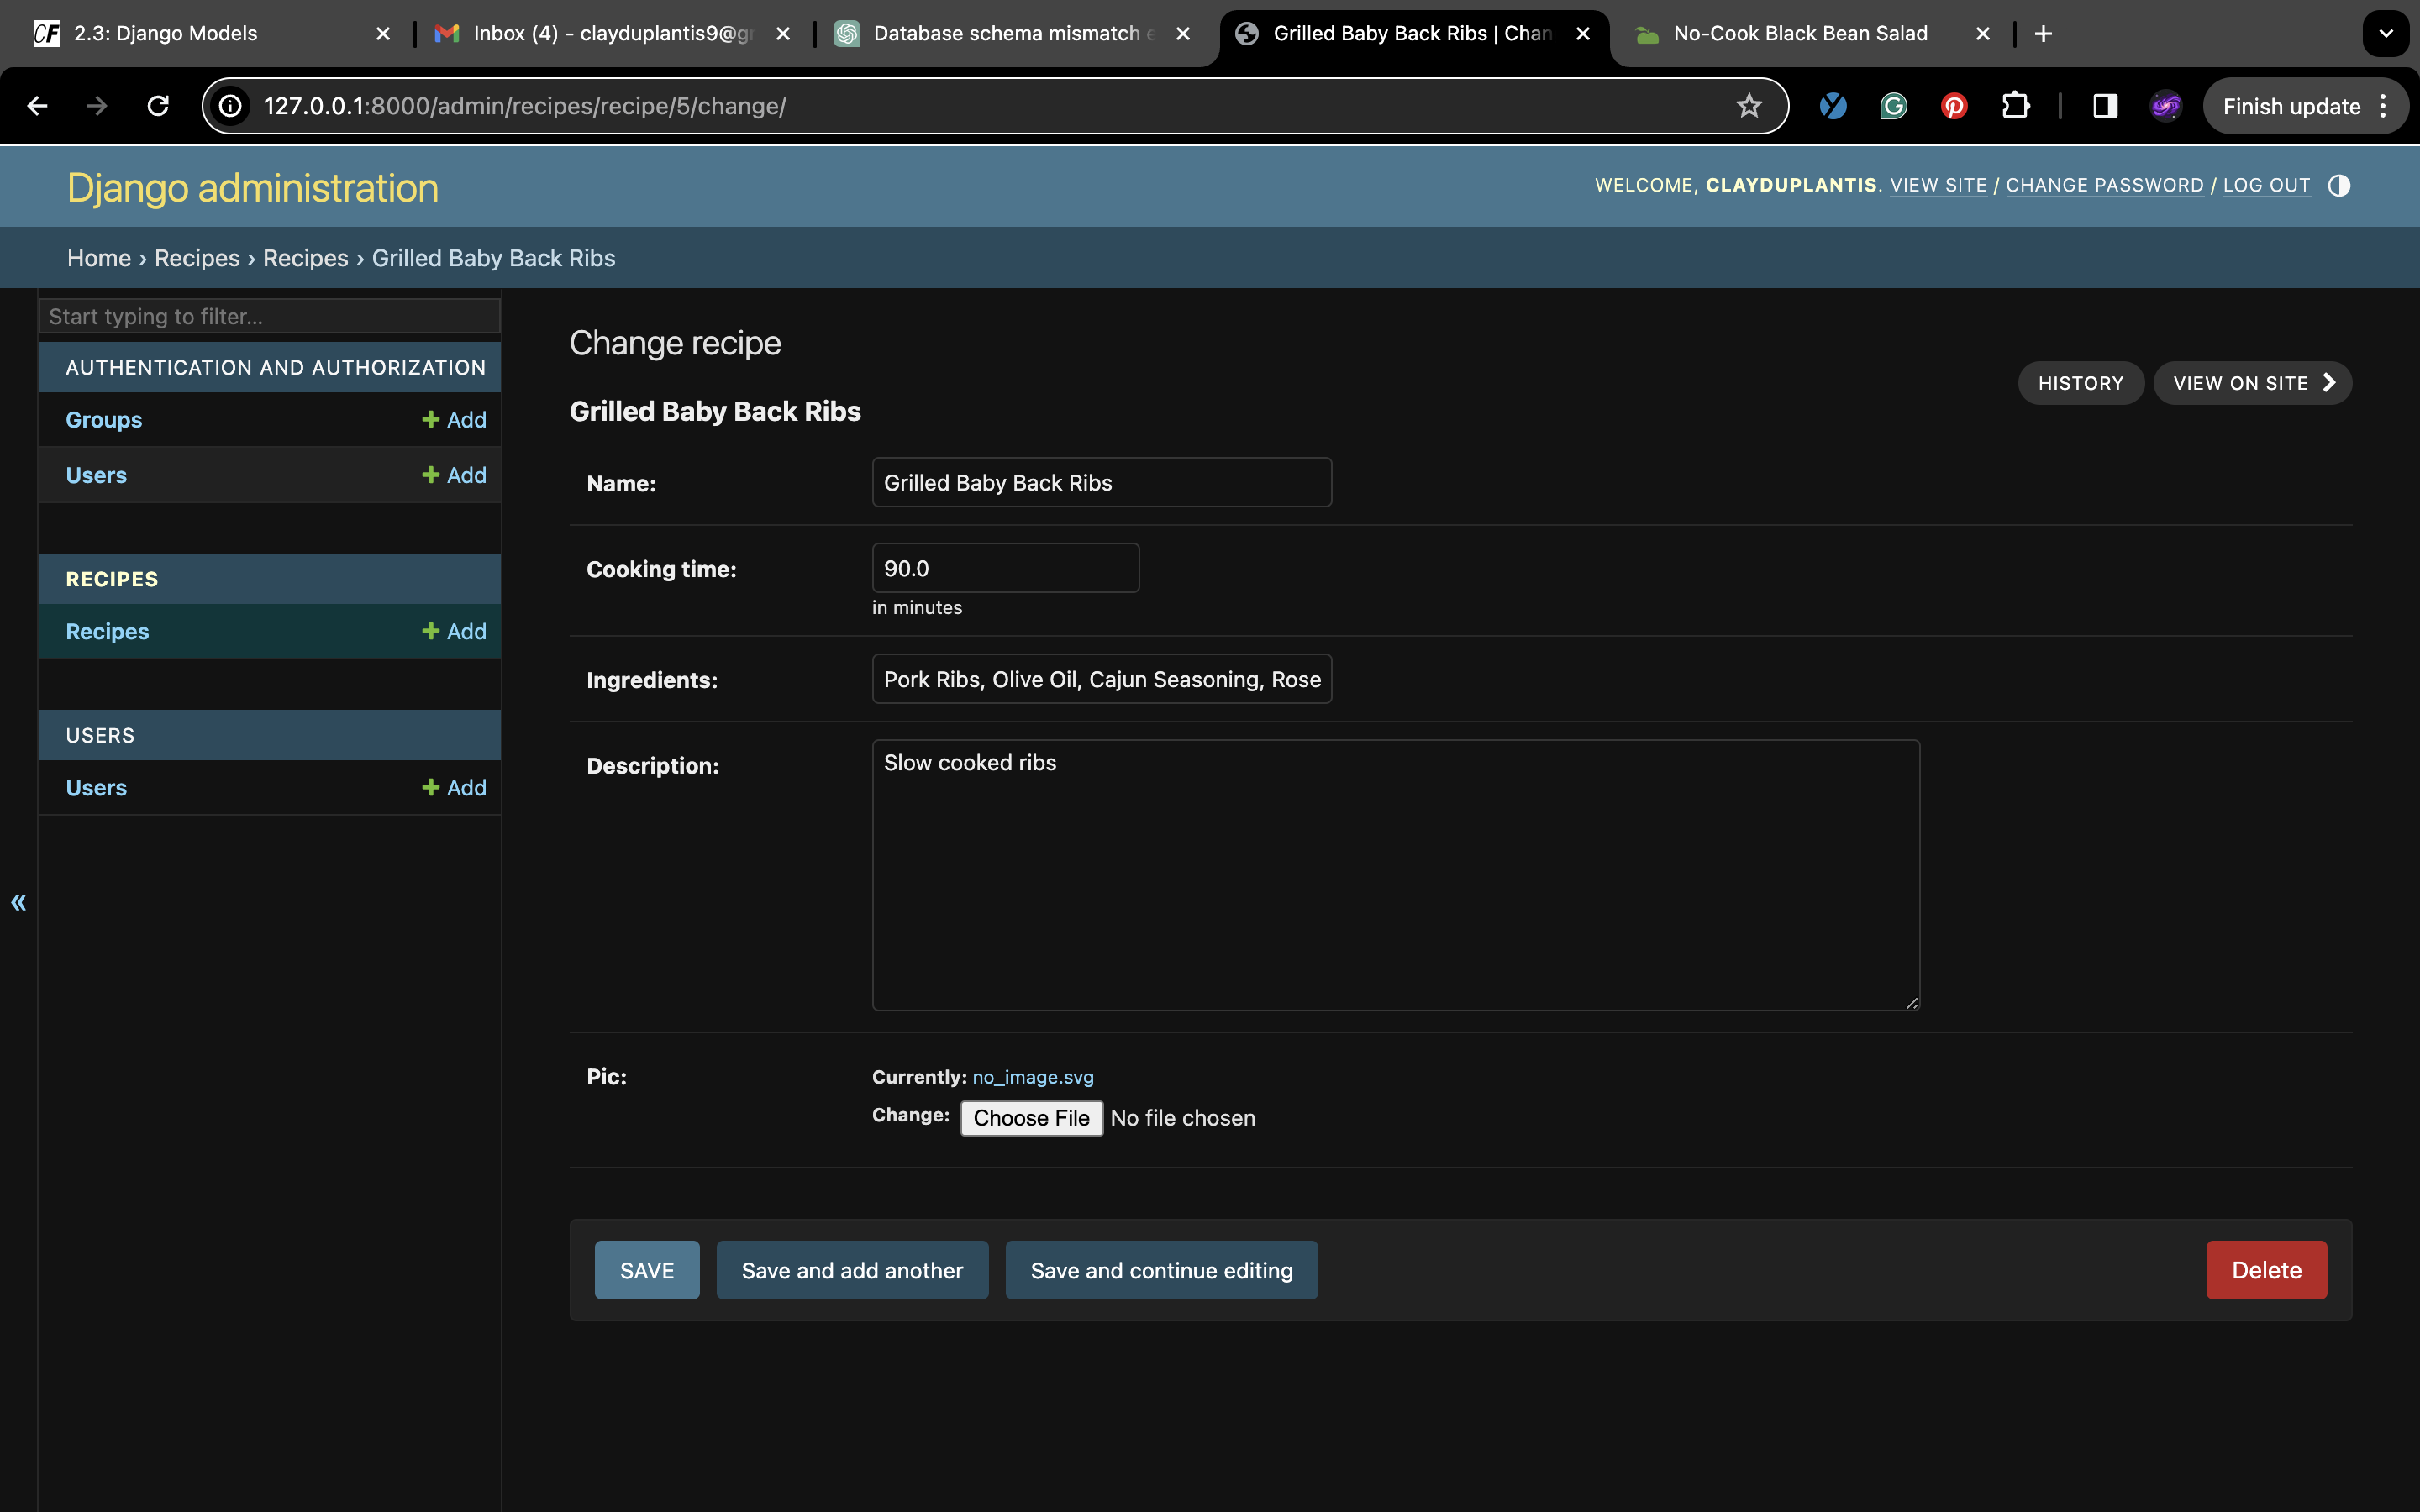 2.3: Django Models
Inbox (4) - clayduplantis9@g
Database schema mismatch e
Grilled Baby Back Ribs | Chan
No-Cook Black Bean Salad
127.0.0.1:8000/admin/recipes/recipe/5/change/
Finish update
Django administration
WELCOME, CLAYDUPLANTIS. VIEW SITE / CHANGE PASSWORD / LOG OUT
Home › Recipes › Recipes › Grilled Baby Back Ribs
Start typing to filter...
AUTHENTICATION AND AUTHORIZATION
Groups + Add
Users + Add
RECIPES
Recipes + Add
USERS
Users + Add
«
Change recipe
HISTORY
VIEW ON SITE
Grilled Baby Back Ribs
Name: Grilled Baby Back Ribs
Cooking time: 90.0
in minutes
Ingredients: Pork Ribs, Olive Oil, Cajun Seasoning, Rose
Description: Slow cooked ribs
Pic: Currently: no_image.svg
Change: Choose File No file chosen
SAVE
Save and add another
Save and continue editing
Delete